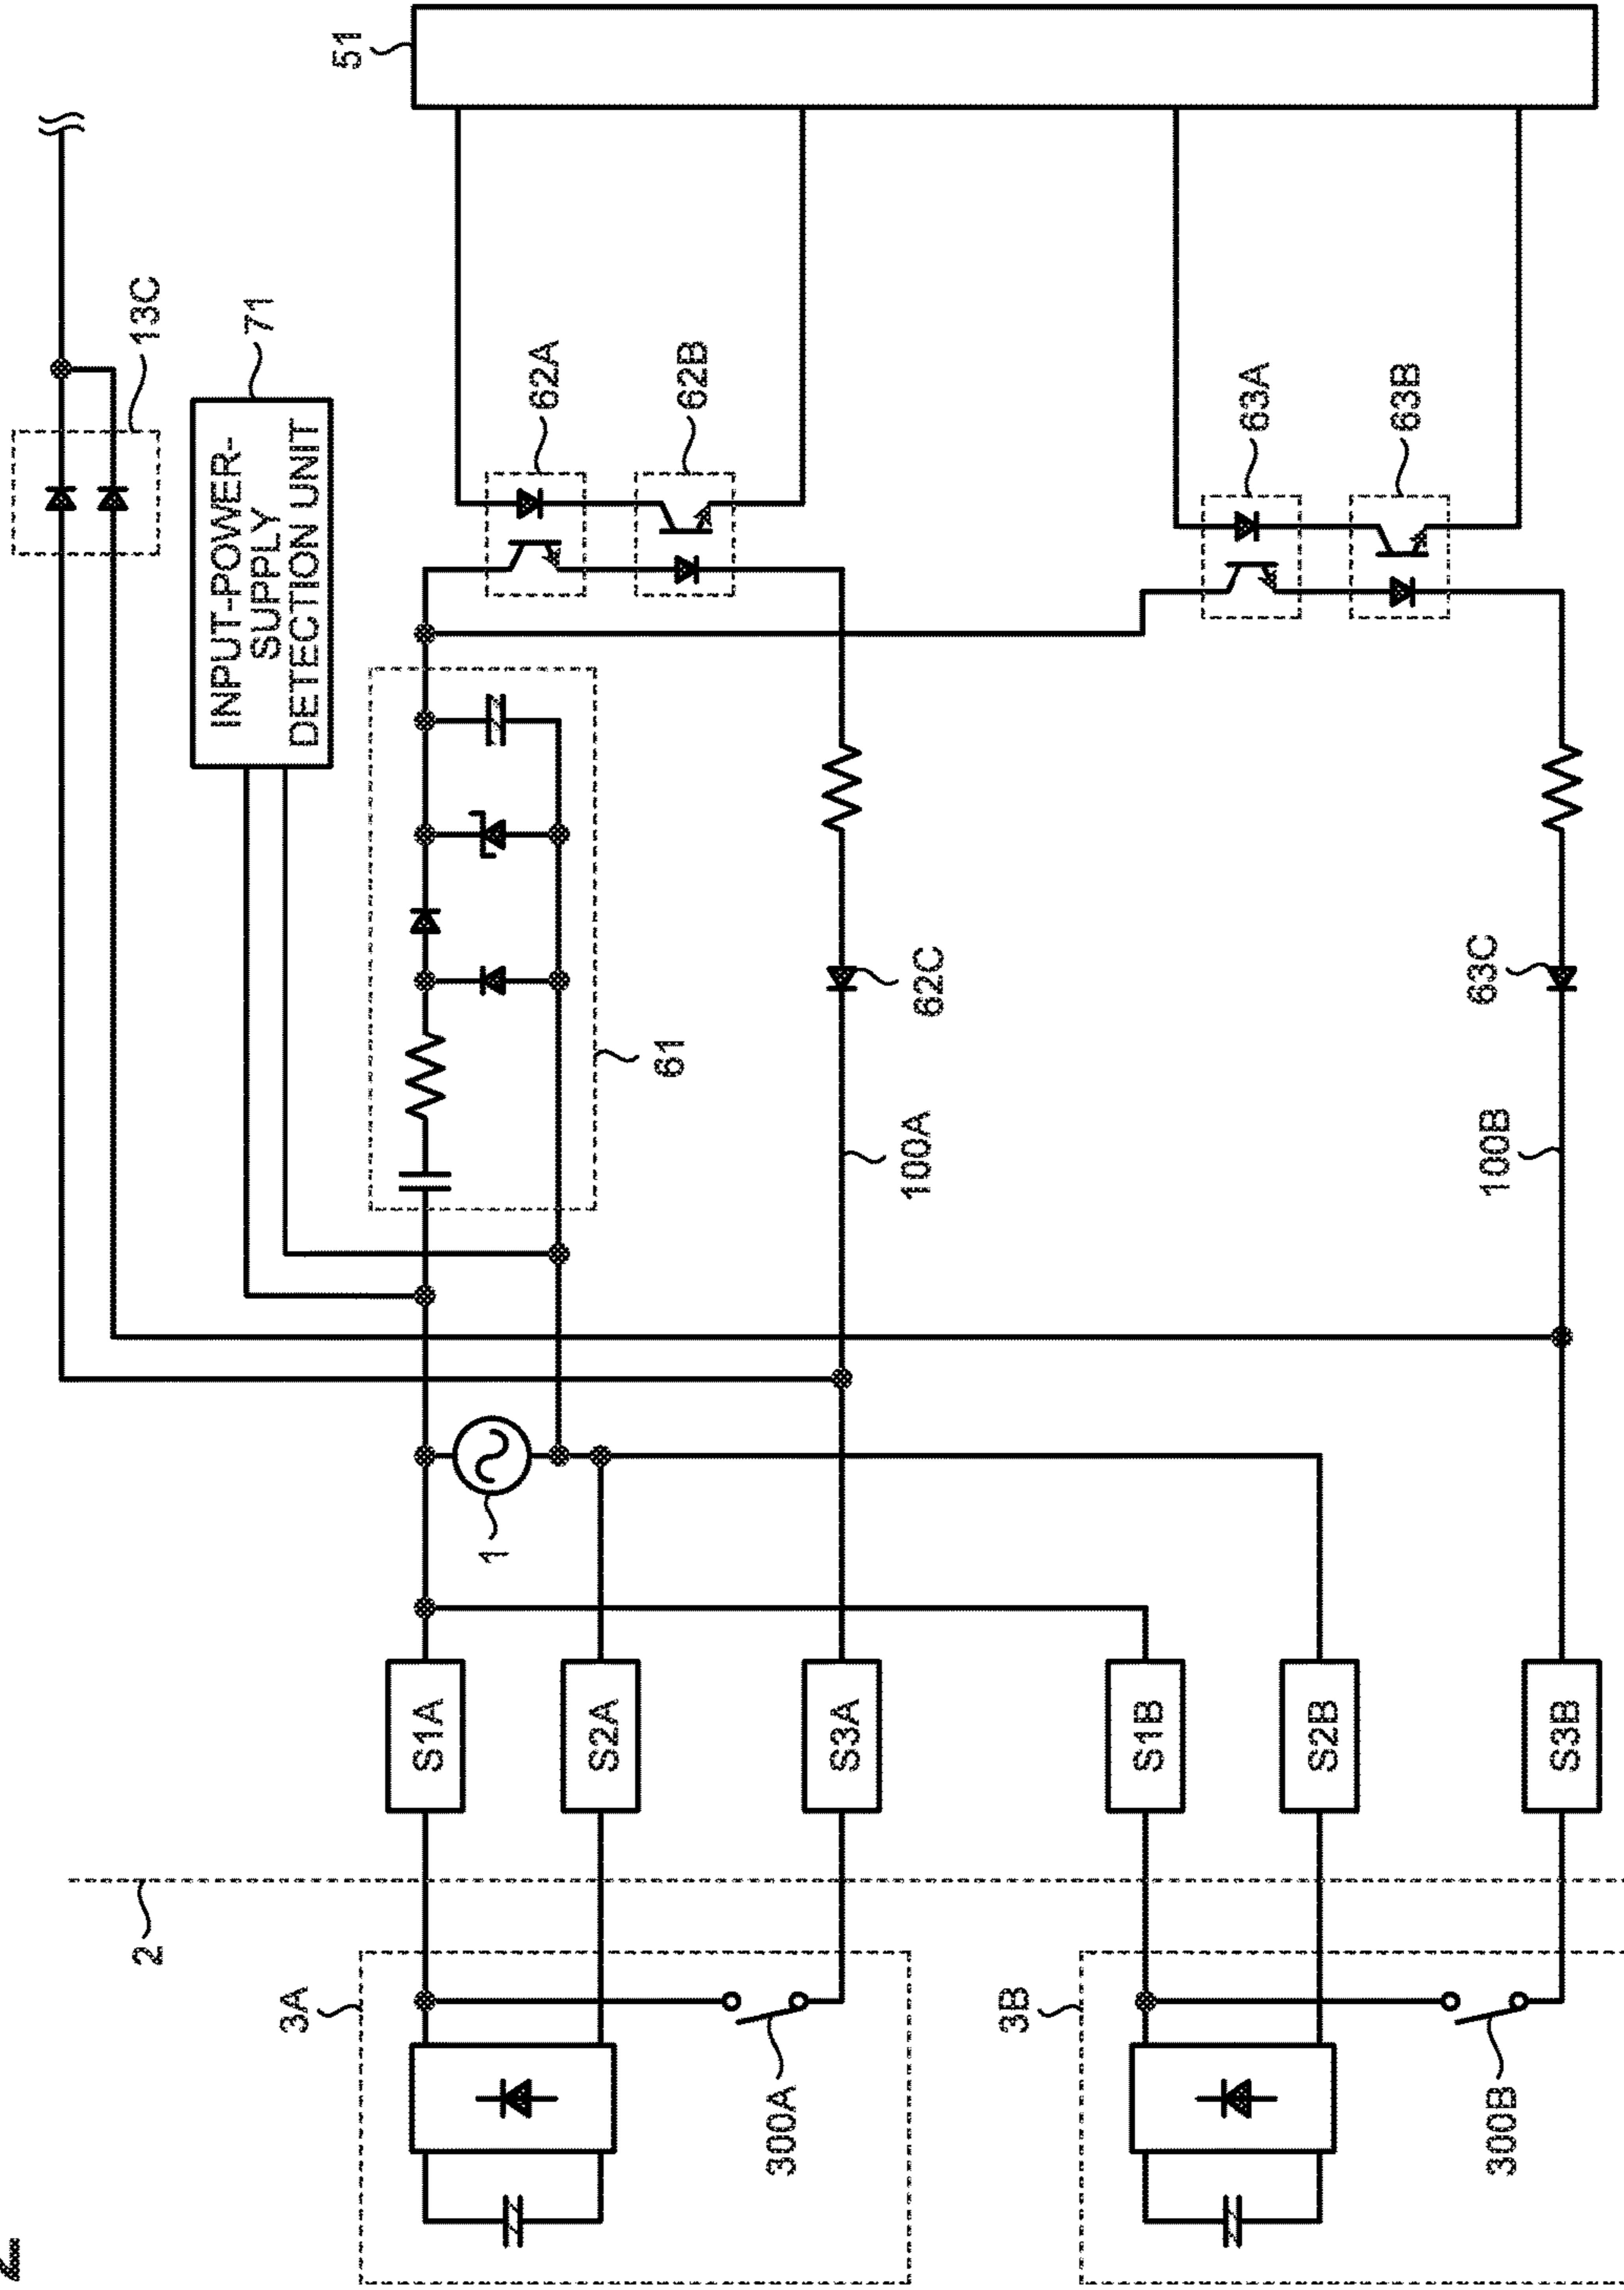 2
13C
INPUT-POWER-
SUPPLY
DETECTION UNIT
71
3A
51
S1A
1
62A
S2A
61
62B
300A
S3A
100A
62C
3B
S1B
63A
S2B
63B
300B
100B
63C
S3B